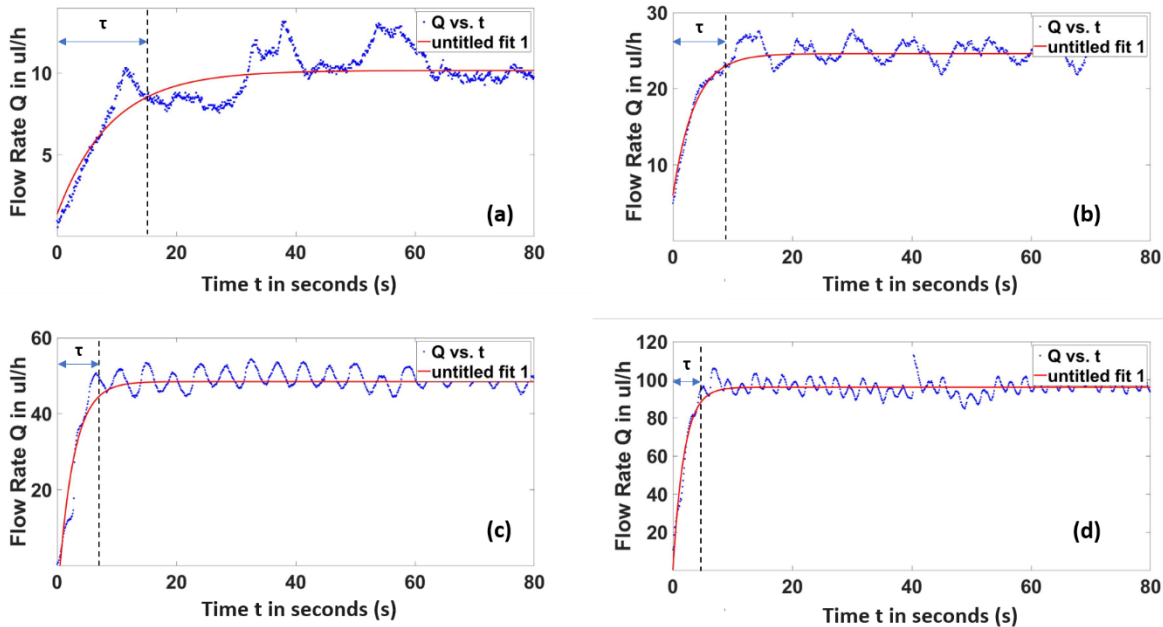 τ
Q vs. t
untitled fit 1
10
5
Flow Rate Q in ul/h
(a)
0
20
40
60
80
Time t in seconds (s)
τ
Q vs. t
untitled fit 1
30
20
10
Flow Rate Q in ul/h
(b)
0
20
40
60
80
Time t in seconds (s)
τ
Q vs. t
untitled fit 1
60
40
20
Flow Rate Q in ul/h
(c)
0
20
40
60
80
Time t in seconds (s)
τ
Q vs. t
untitled fit 1
120
100
80
60
40
20
Flow Rate Q in ul/h
(d)
0
20
40
60
80
Time t in seconds (s)